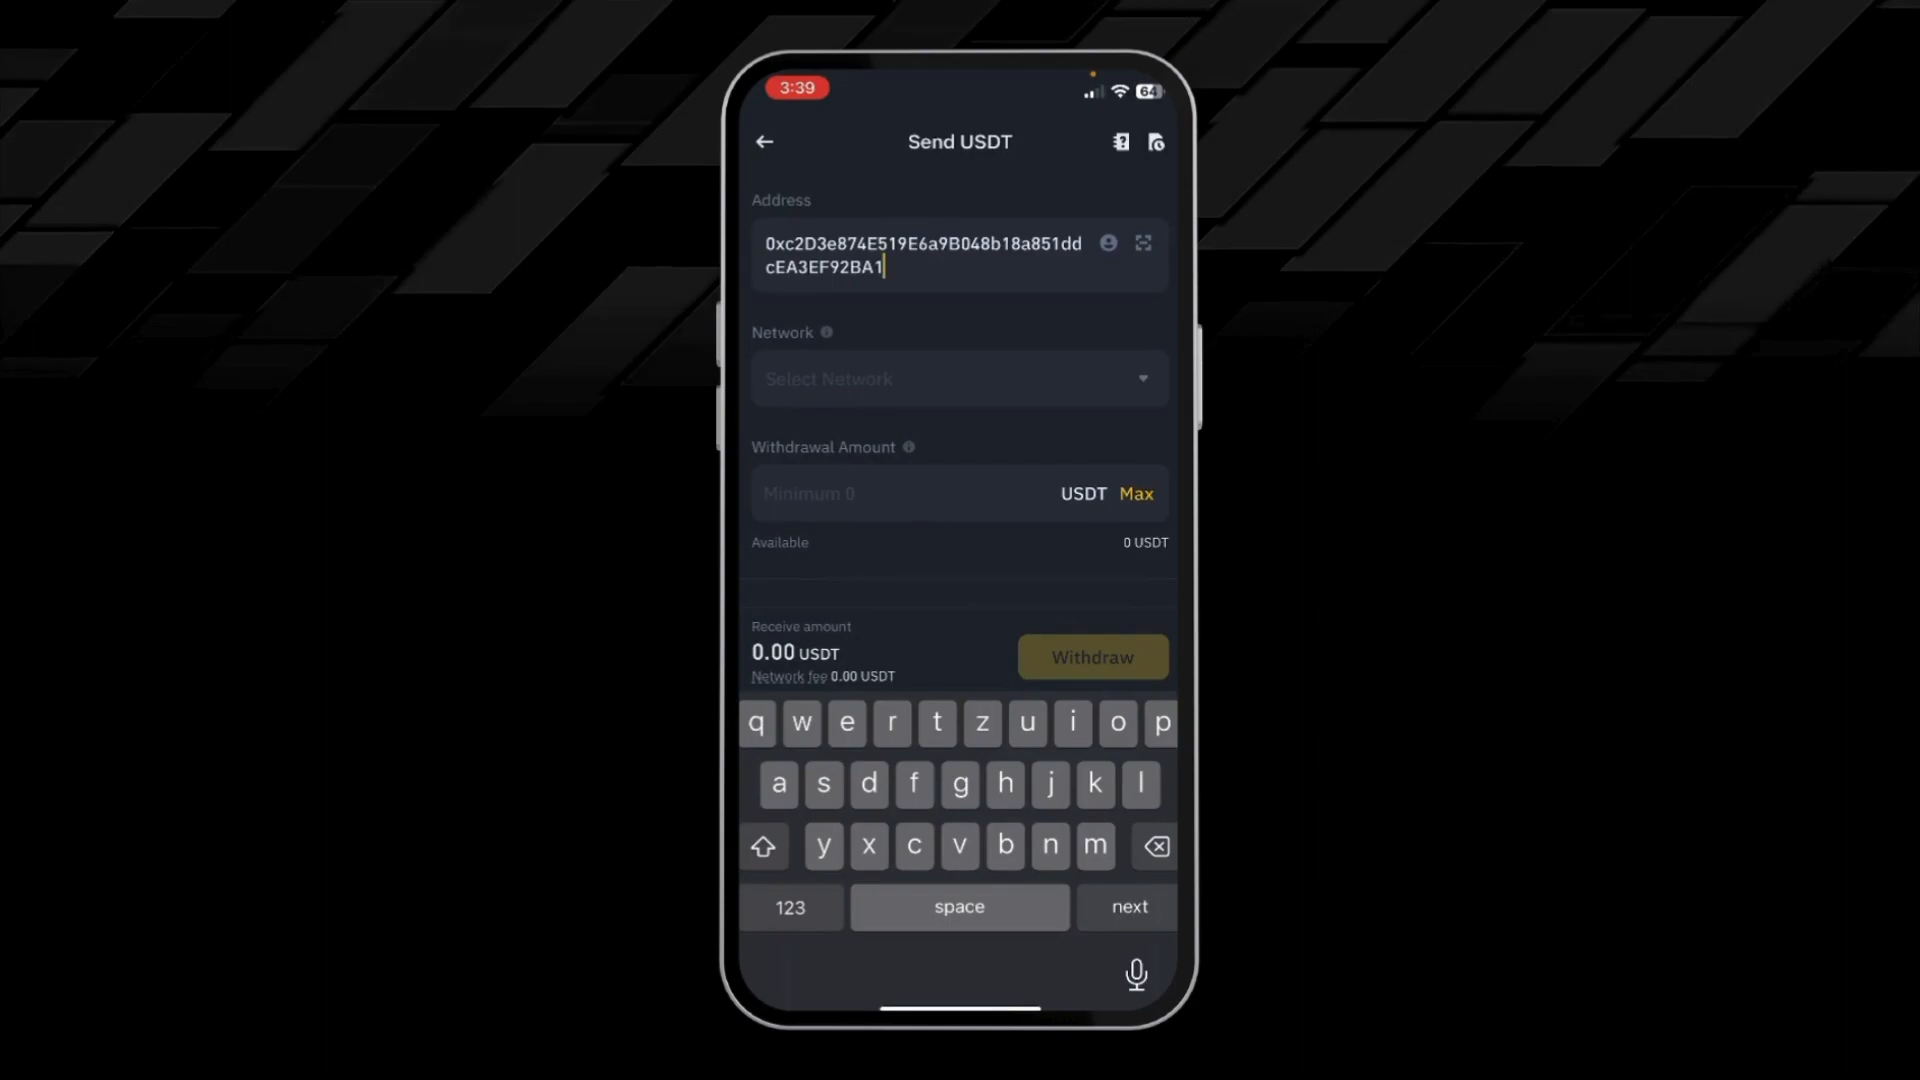 3:39
64
Send USDT
Address
0xc2D3e874E519E6a9B048b18a851dd
cEA3EF92BA1
Network
Select Network
Withdrawal Amount
Minimum 0 USDT Max
Available 0 USDT
Receive amount
0.00 USDT
Network fee 0.00 USDT
Withdraw
q w e r t z u i o p
a s d f g h j k l
y x c v b n m
123 space next